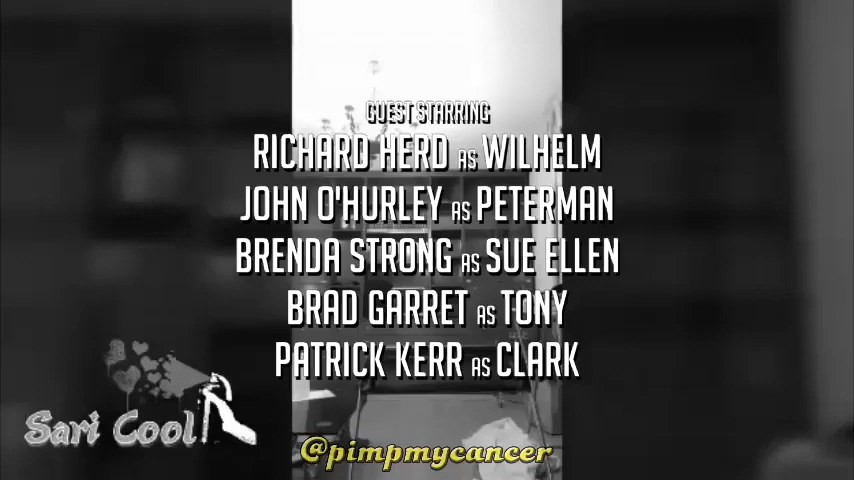 GUEST STARRING
RICHARD HERD AS WILHELM
JOHN O'HURLEY AS PETERMAN
BRENDA STRONG AS SUE ELLEN
BRAD GARRET AS TONY
PATRICK KERR AS CLARK
Sari Cool
@pimpmycancer